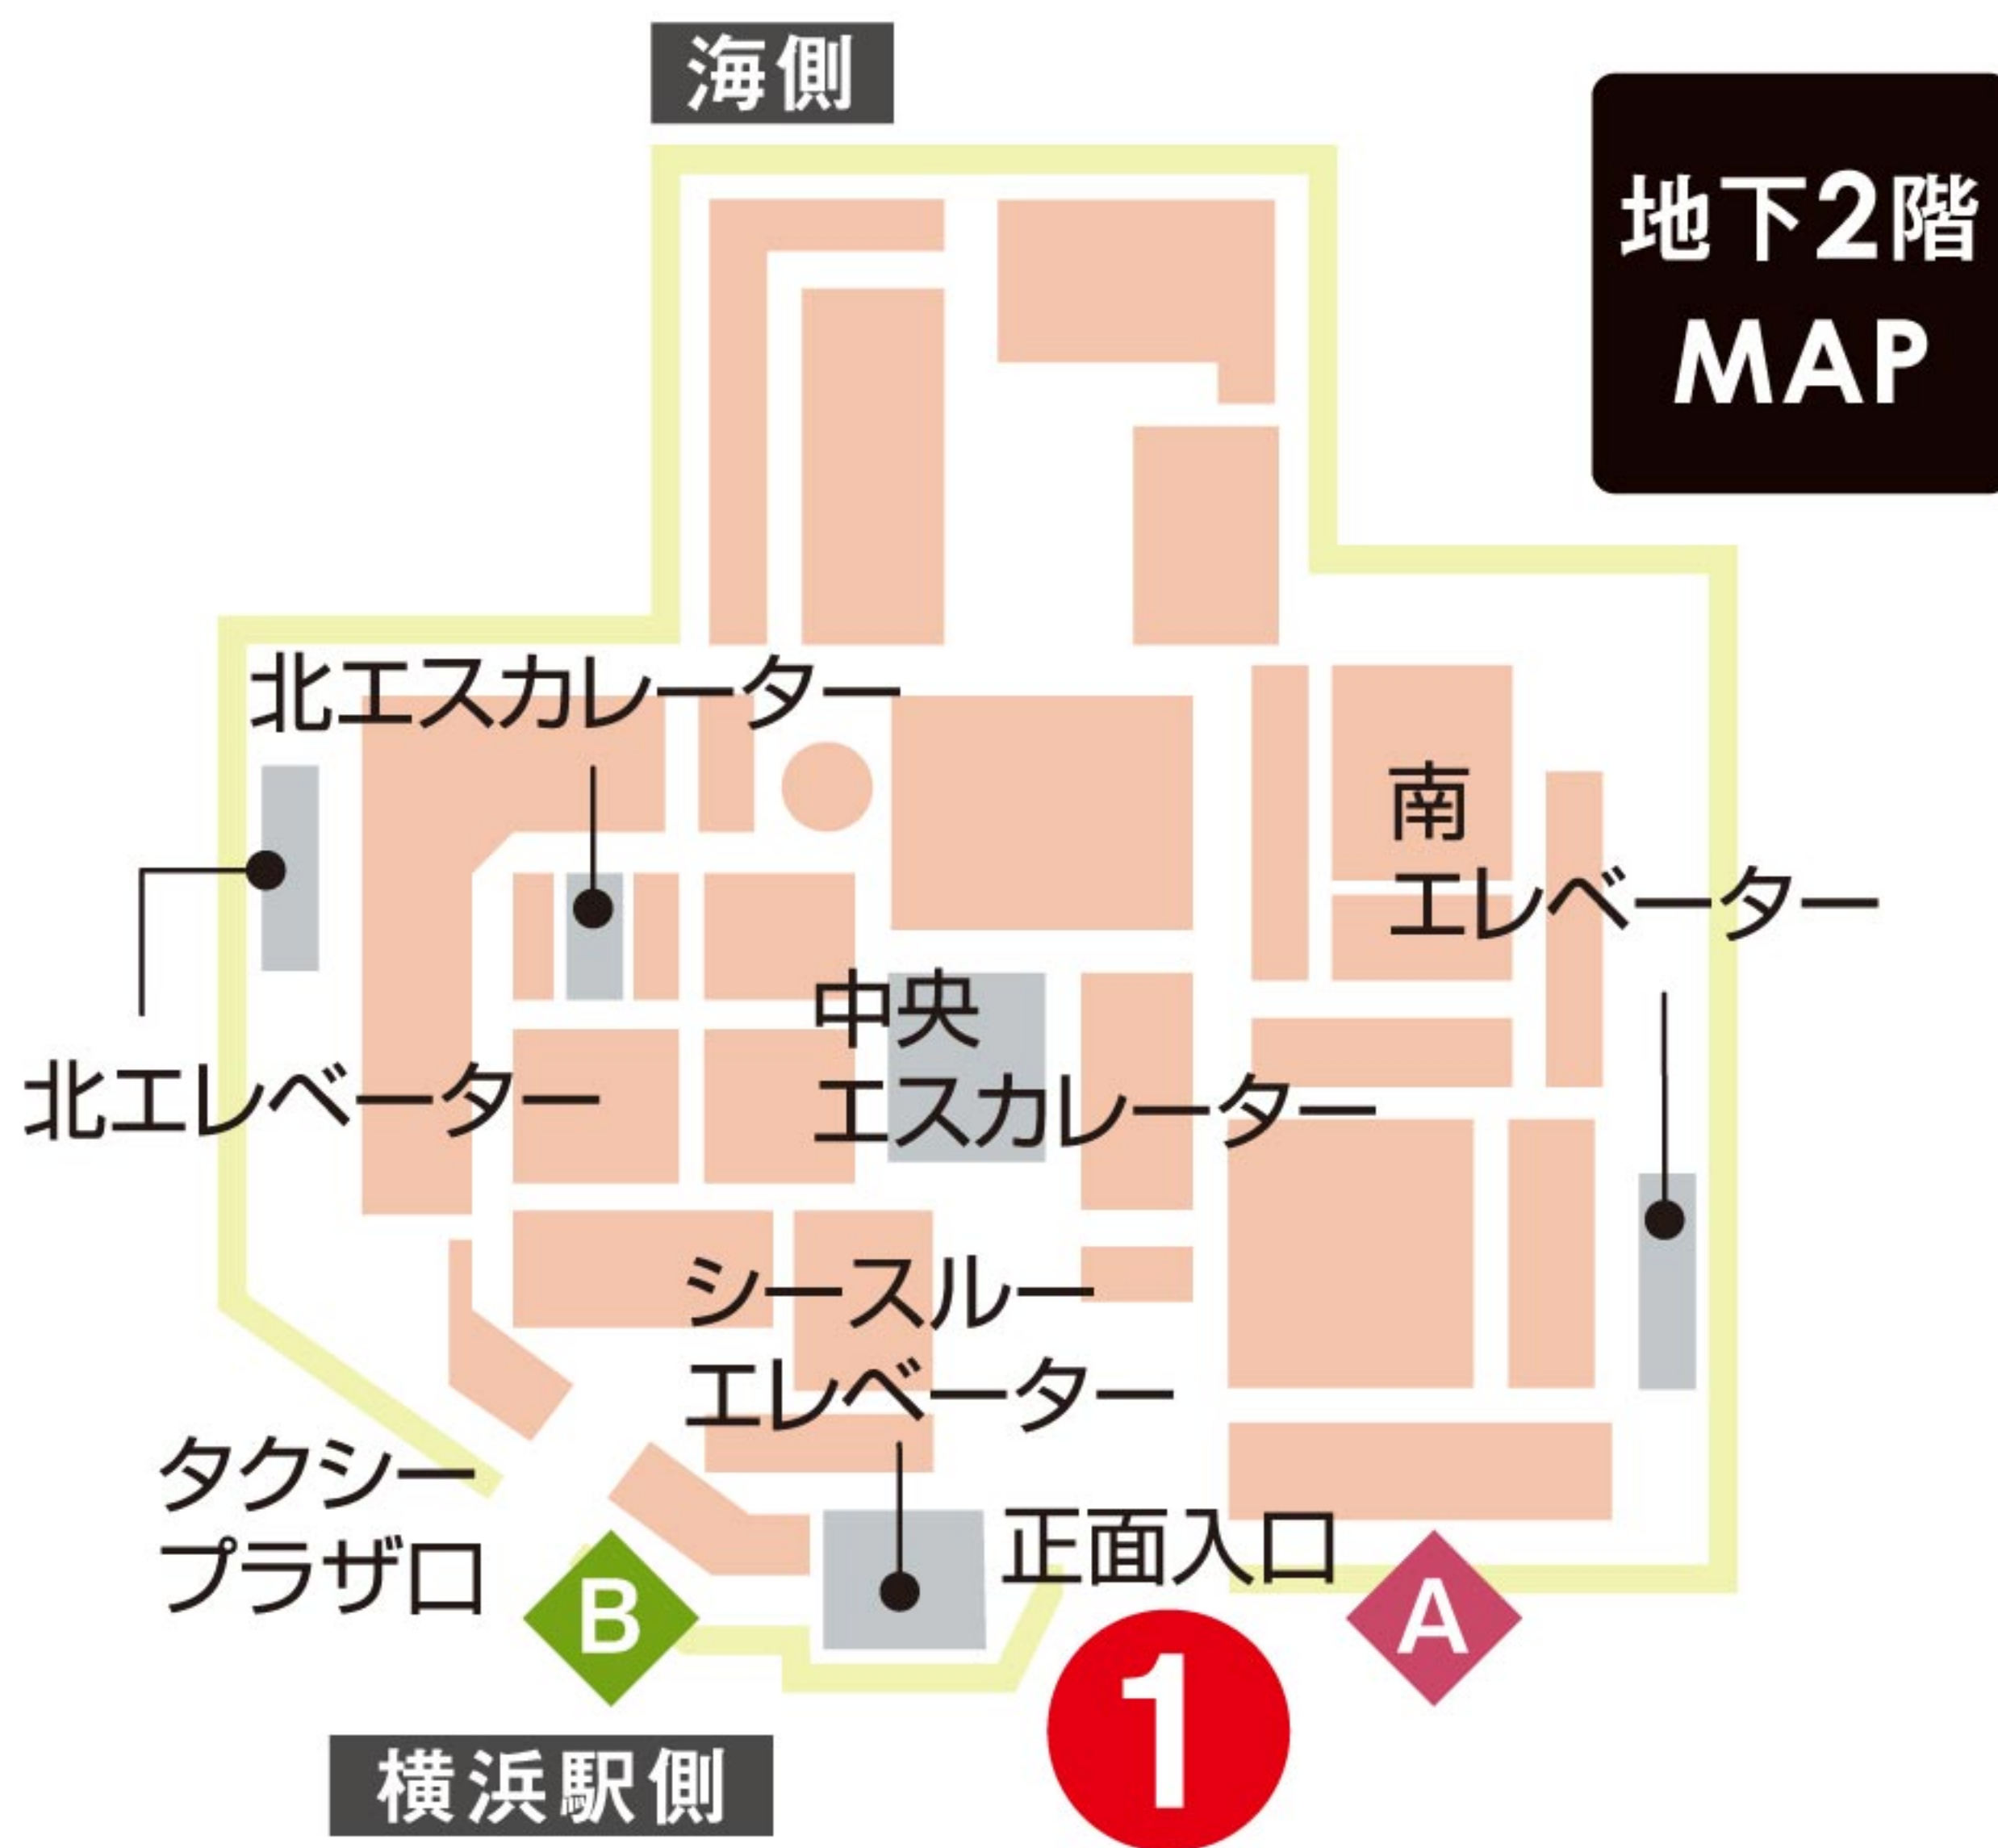 海側
地下2階
MAP
北エスカレーター
南
エレベーター
中央
エスカレーター
北エレベーター
シースルー
エレベーター
タクシー
プラザ口
正面入口
B
A
1
横浜駅側